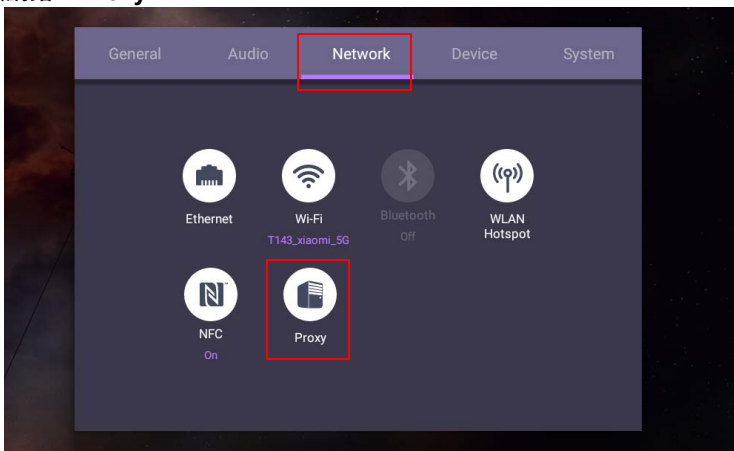 General Audio Network Device System
Ethernet Wi-Fi Bluetooth WLAN
T143_xiaomi_5G Off Hotspot
NFC Proxy
On